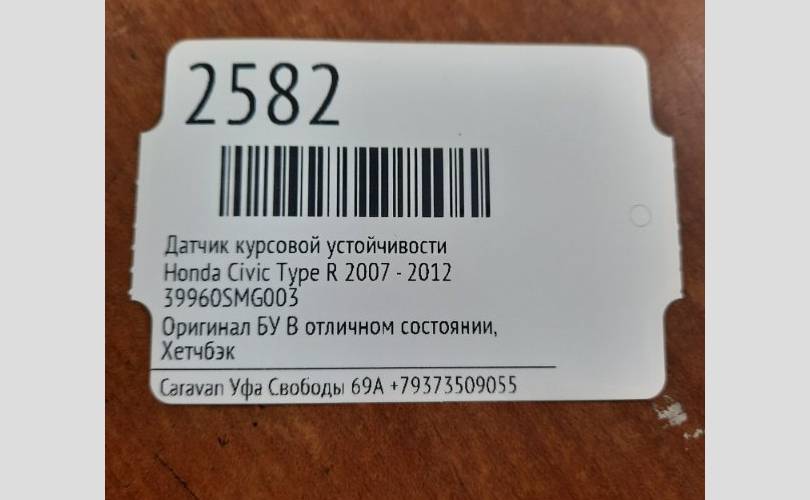 2582
Датчик курсовой устойчивости
Honda Civic Type R 2007 - 2012
39960SMG003
Оригинал БУ В отличном состоянии,
Хетчбэк
Caravan Уфа Свободы 69А +79373509055